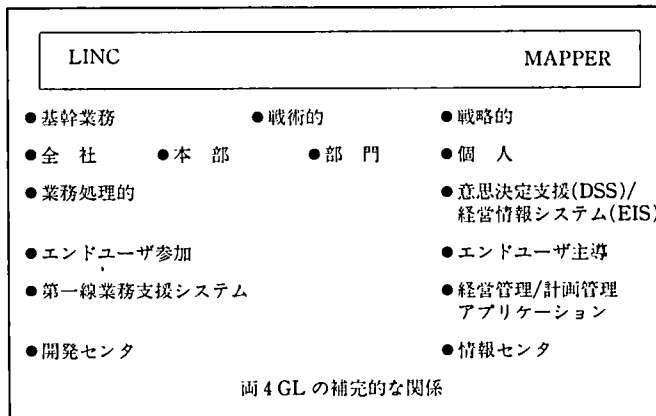 LINC MAPPER
●基幹業務 ●戦術的 ●戦略的
●全 社 ●本 部 ●部 門 ●個 人
●業務処理的 ●意思決定支援(DSS)/
経営情報システム(EIS)
●エンドユーザ参加 ●エンドユーザ主導
●第一線業務支援システム ●経営管理/計画管理
アプリケーション
●開発センタ ●情報センタ
両4GLの補完的な関係